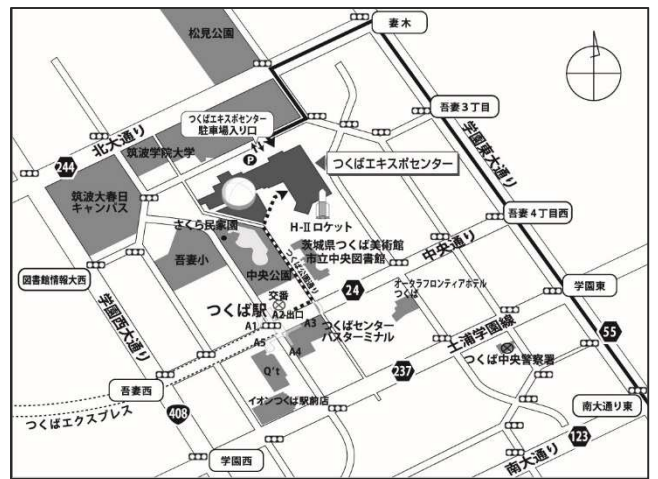 松見公園
妻木
つくばエキスポセンター
駐車場入り口
吾妻3丁目
北大通り
筑波学院大学
P
学園東大通り
244
つくばエキスポセンター
筑波大春日
キャンパス
吾妻4丁目西
さくら民家園
H-IIロケット
中央通り
茨城県つくば美術館
市立中央図書館
吾妻小
中央公園
つくば公園通り
図書館情報大西
オークラフロンティアホテル
つくば
学園東
24
交番
つくば駅
A2出口
A1
A3
つくばセンター
バスターミナル
土浦学園線
55
学園西大通り
A5
A4
つくば中央警察署
Q't
237
吾妻西
イオンつくば駅前店
南大通り東
つくばエクスプレス
408
123
学園西
南大通り